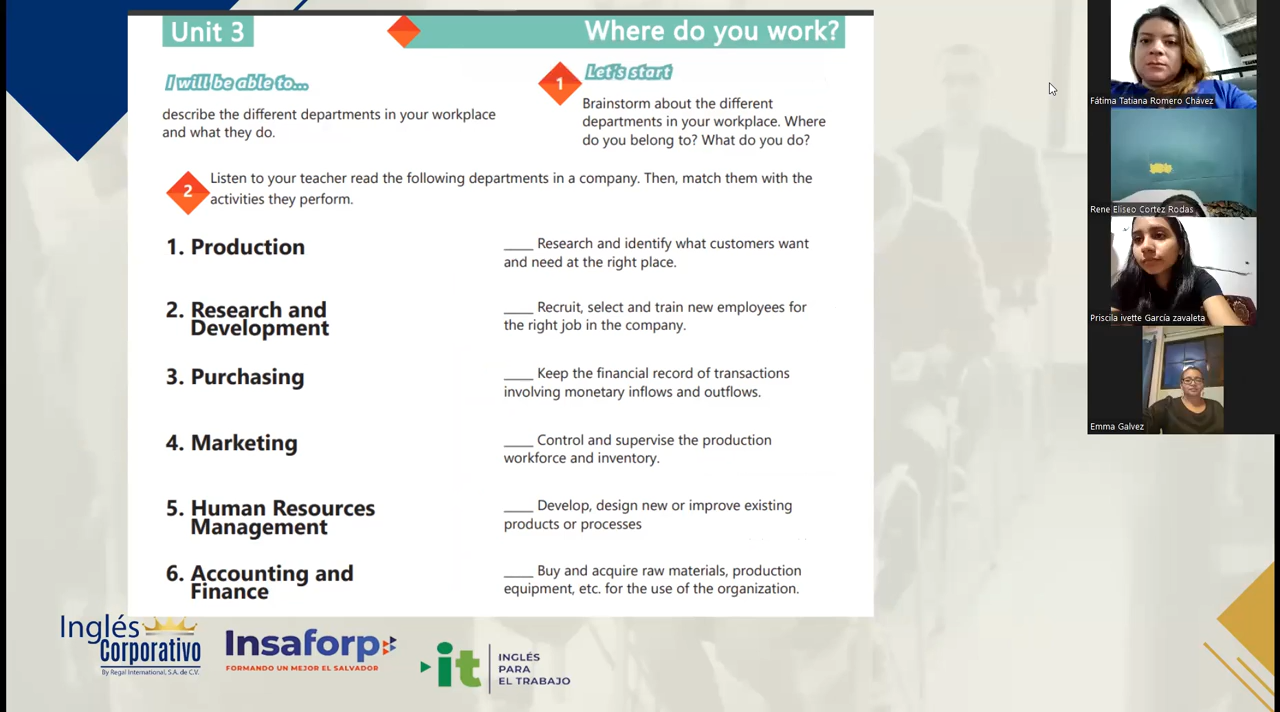 Unit 3
Where do you work?
I will be able to...
describe the different departments in your workplace
and what they do.
1
Let's start
Brainstorm about the different
departments in your workplace. Where
do you belong to? What do you do?
2
Listen to your teacher read the following departments in a company. Then, match them with the
activities they perform.
1. Production
____ Research and identify what customers want
and need at the right place.
2. Research and
Development
____ Recruit, select and train new employees for
the right job in the company.
3. Purchasing
____ Keep the financial record of transactions
involving monetary inflows and outflows.
4. Marketing
____ Control and supervise the production
workforce and inventory.
5. Human Resources
Management
____ Develop, design new or improve existing
products or processes
6. Accounting and
Finance
____ Buy and acquire raw materials, production
equipment, etc. for the use of the organization.
Inglés
Corporativo
By Regal International, S.A. de C.V.
Insaforp
FORMANDO UN MEJOR EL SALVADOR
it
INGLÉS
PARA
EL TRABAJO
Fátima Tatiana Romero Chávez
Rene Eliseo Cortez Rodas
Priscila ivette García zavaleta
Emma Galvez